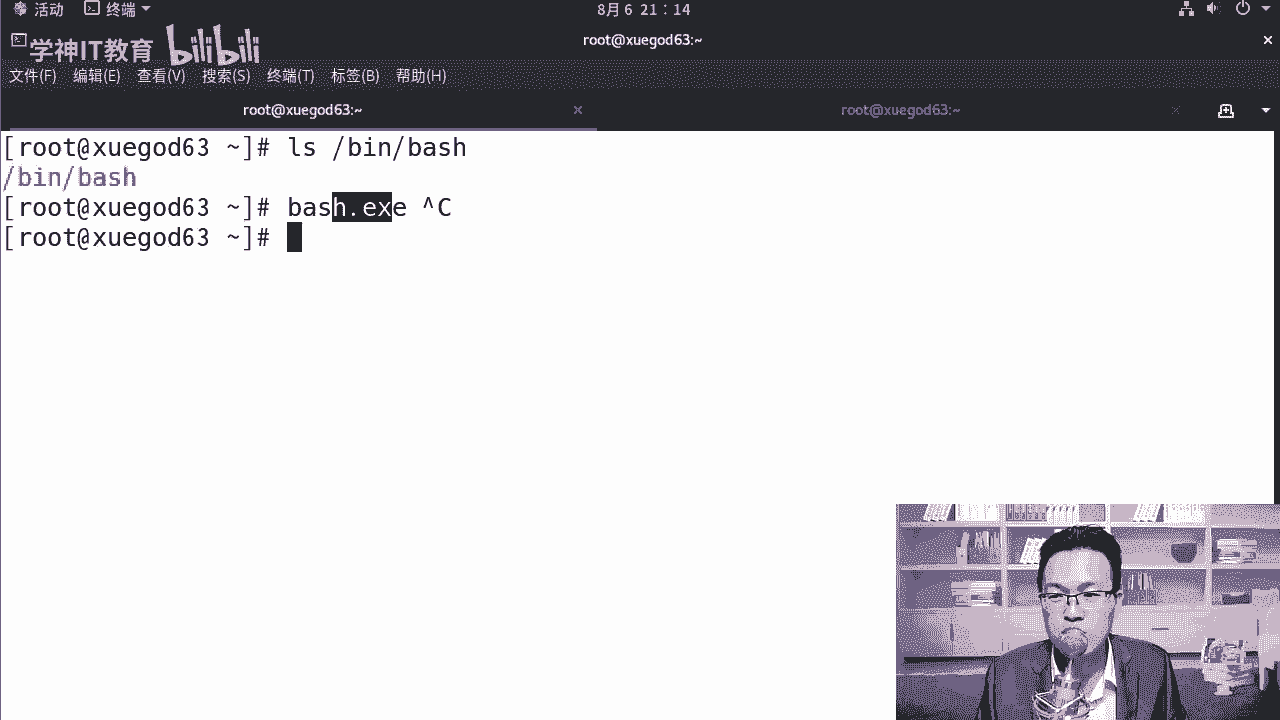 活动 终端 8月 6 21：14
学神IT教育 bilibili root@xuegod63:~ ×
文件(F) 编辑(E) 查看(V) 搜索(S) 终端(T) 标签(B) 帮助(H)
root@xuegod63:~ × root@xuegod63:~ ×
[root@xuegod63 ~]# ls /bin/bash
/bin/bash
[root@xuegod63 ~]# bash.exe ^C
[root@xuegod63 ~]#